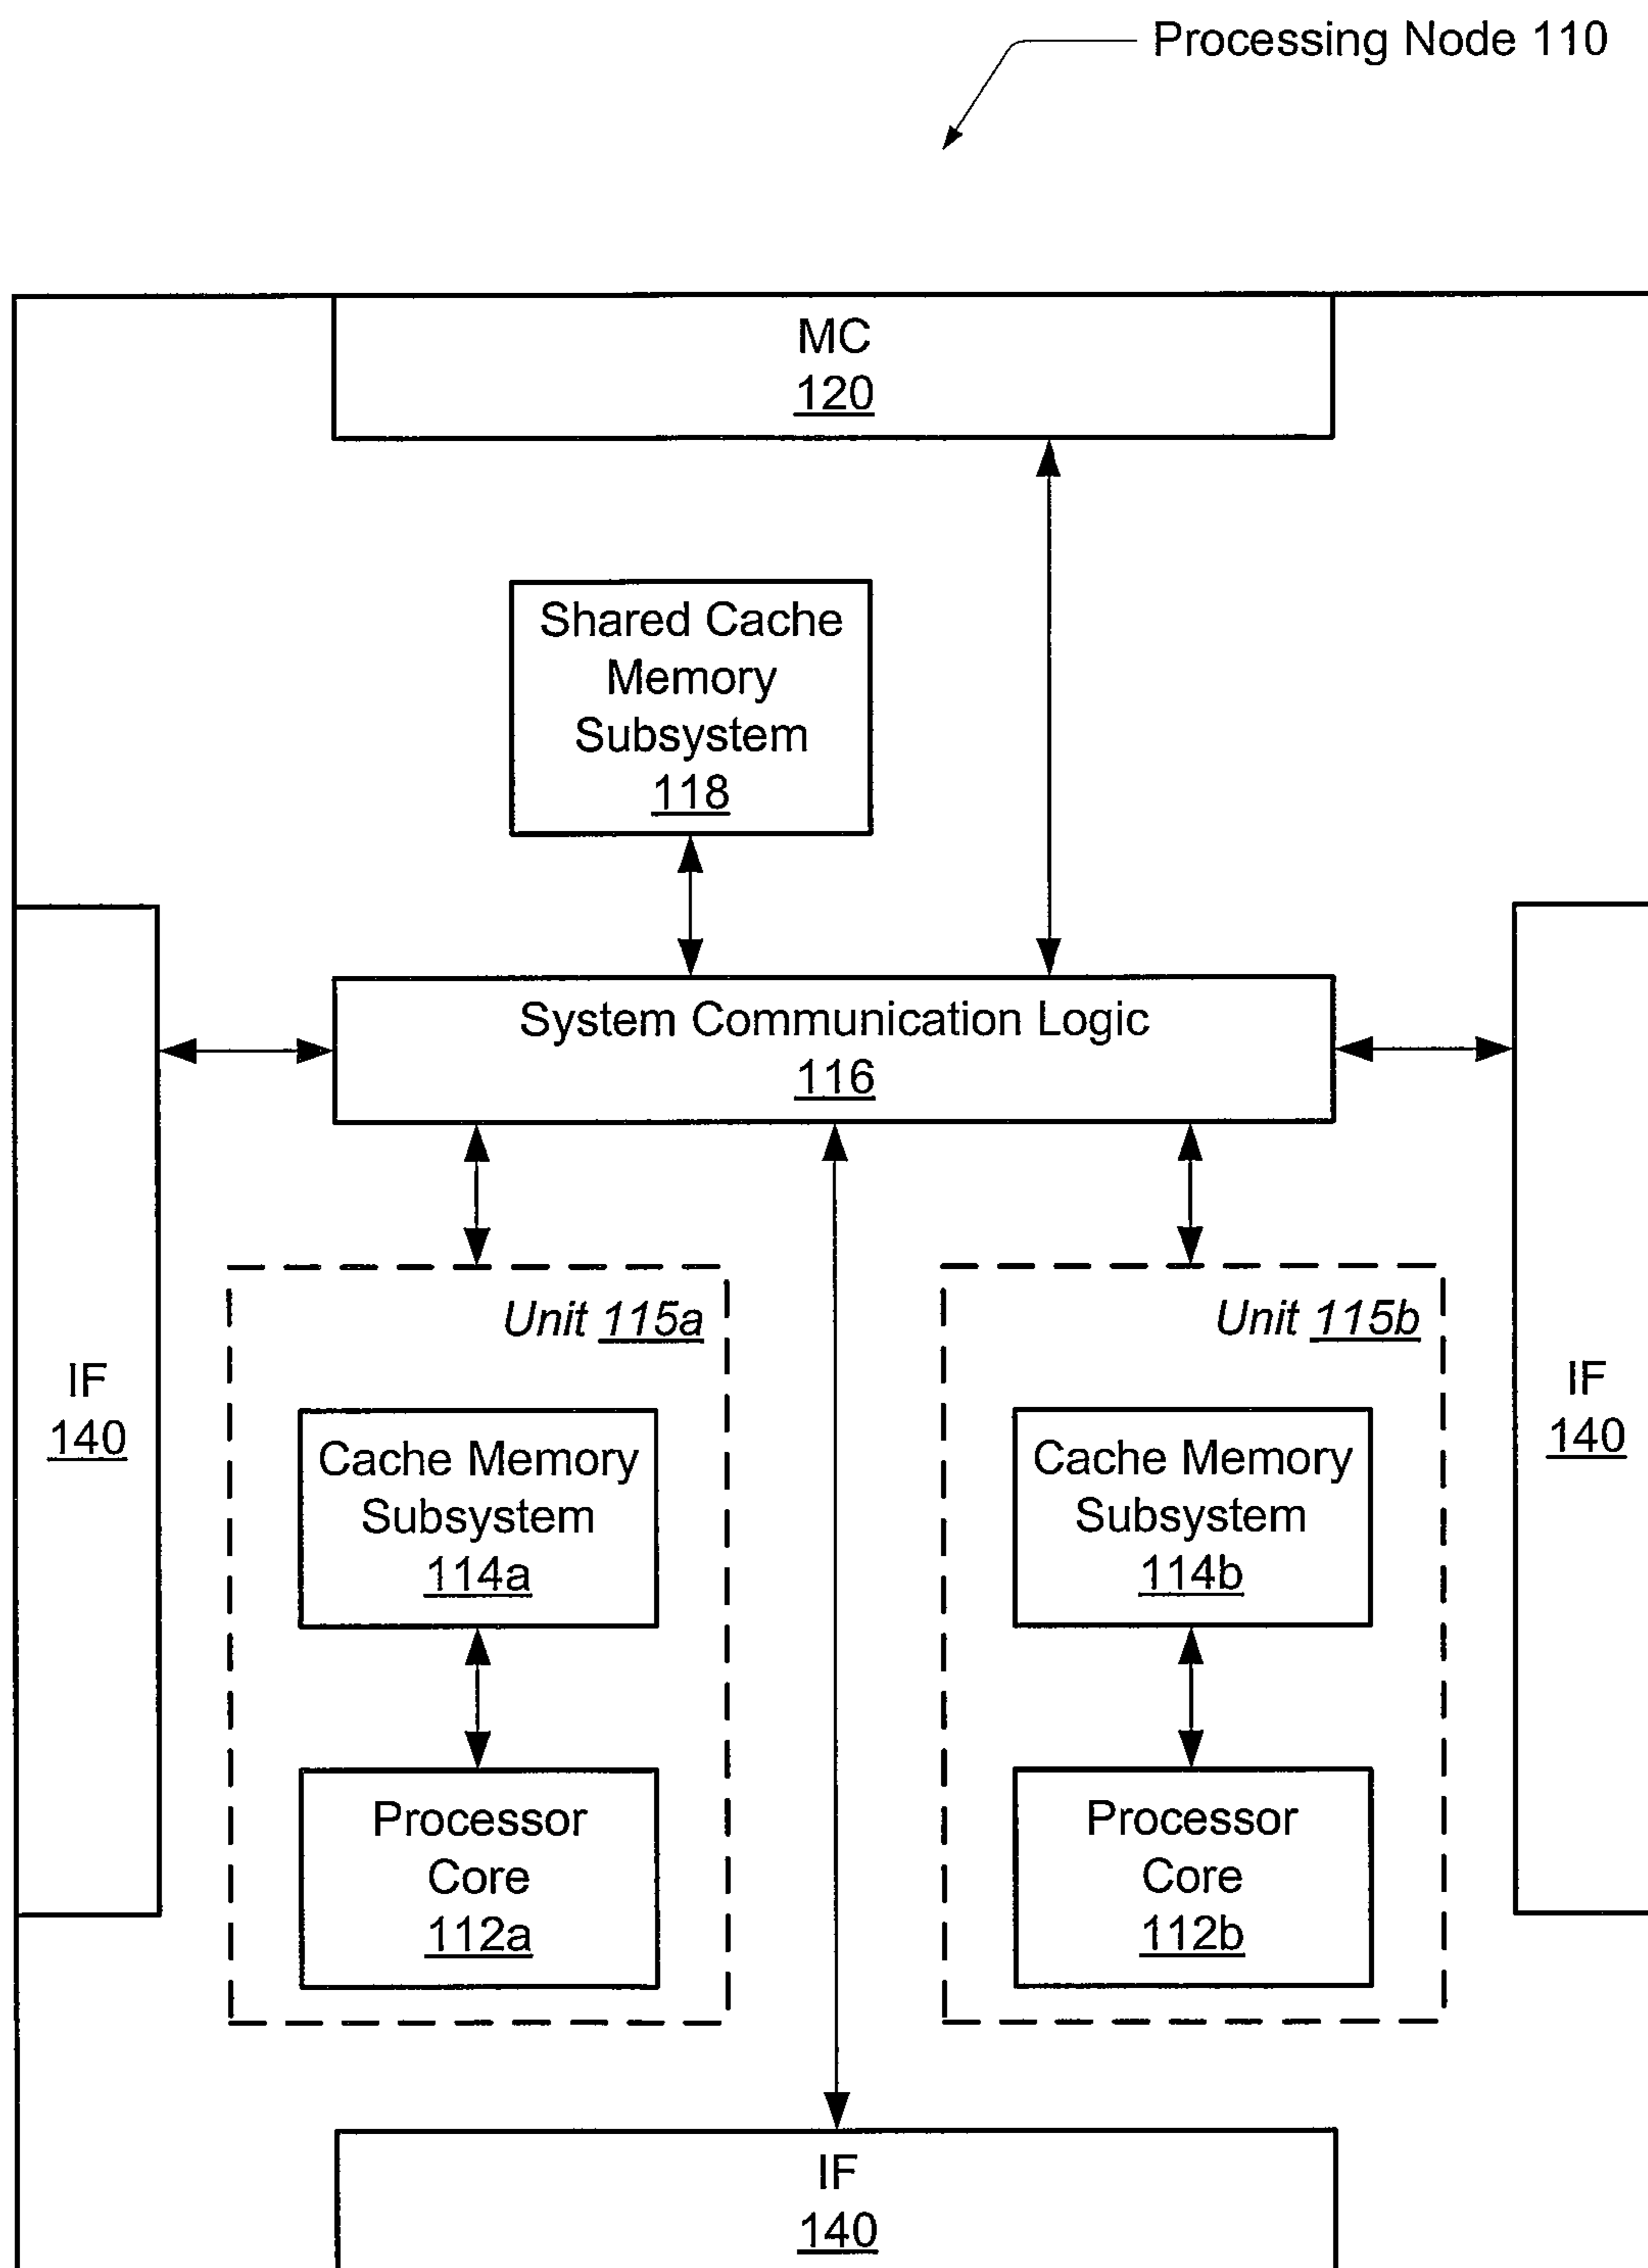 Processing Node 110
MC
120
Shared Cache
Memory
Subsystem
118
System Communication Logic
116
IF
140
Unit 115a
Cache Memory
Subsystem
114a
Processor
Core
112a
Unit 115b
Cache Memory
Subsystem
114b
Processor
Core
112b
IF
140
IF
140